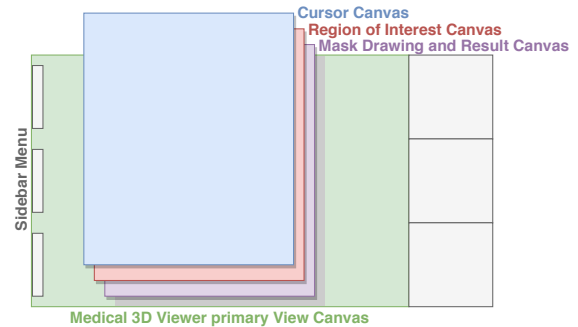 Cursor Canvas
Region of Interest Canvas
Mask Drawing and Result Canvas
Sidebar Menu
Medical 3D Viewer primary View Canvas